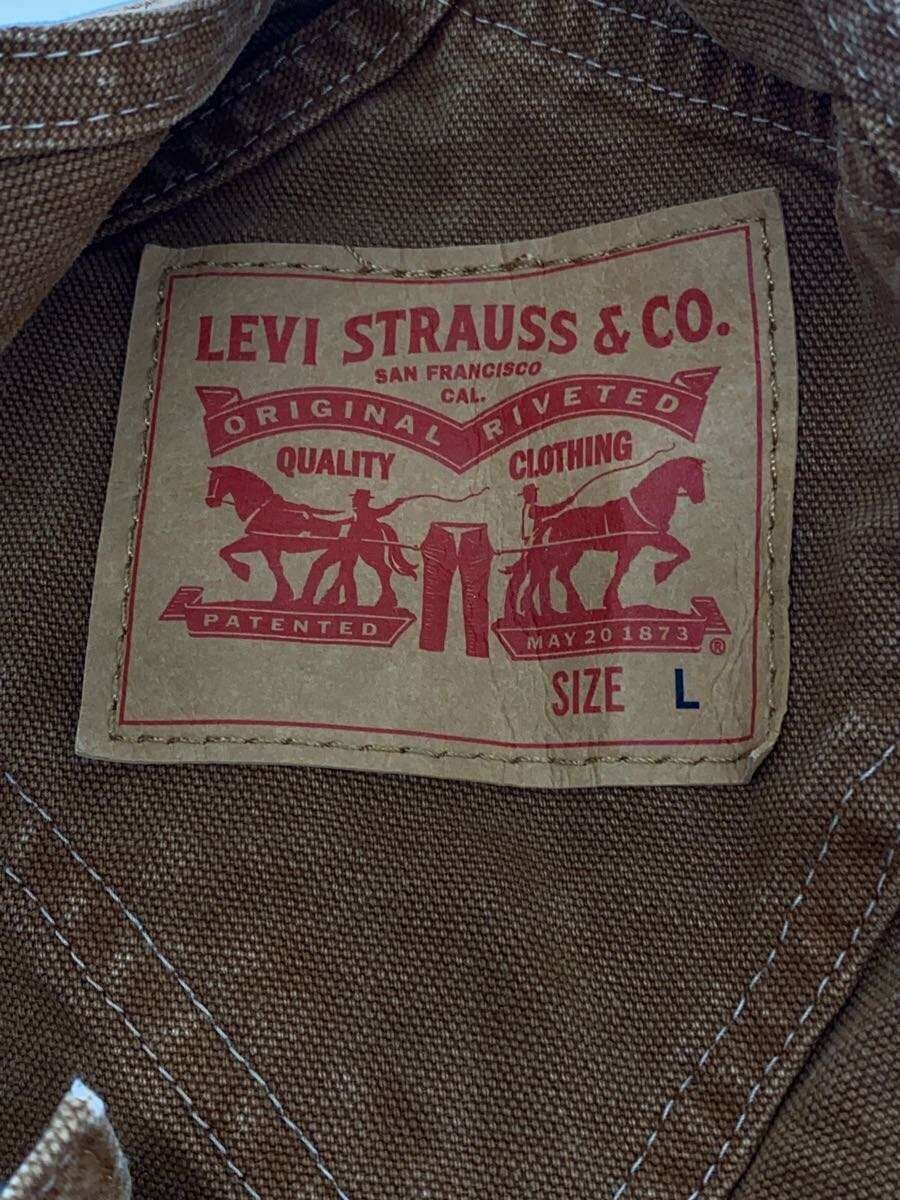 LEVI STRAUSS & CO.
SAN FRANCISCO
CAL.
ORIGINAL RIVETED
QUALITY CLOTHING
PATENTED MAY 20 1873 ®
SIZE L